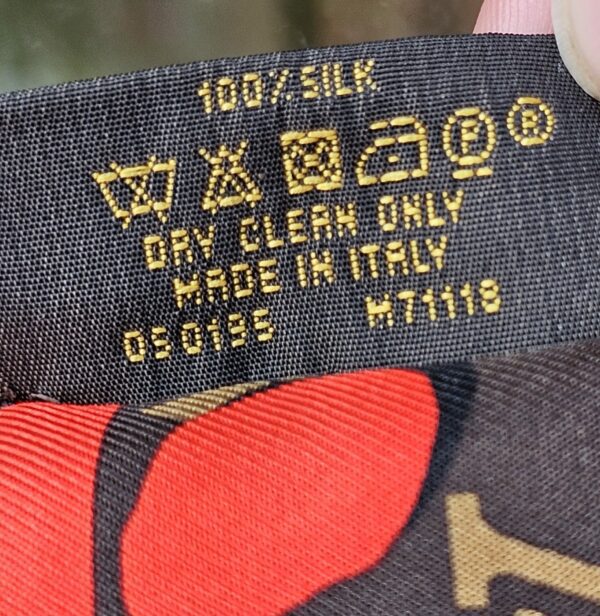 100% SILK
P ®
DRY CLEAN ONLY
MADE IN ITALY
050195 M71118